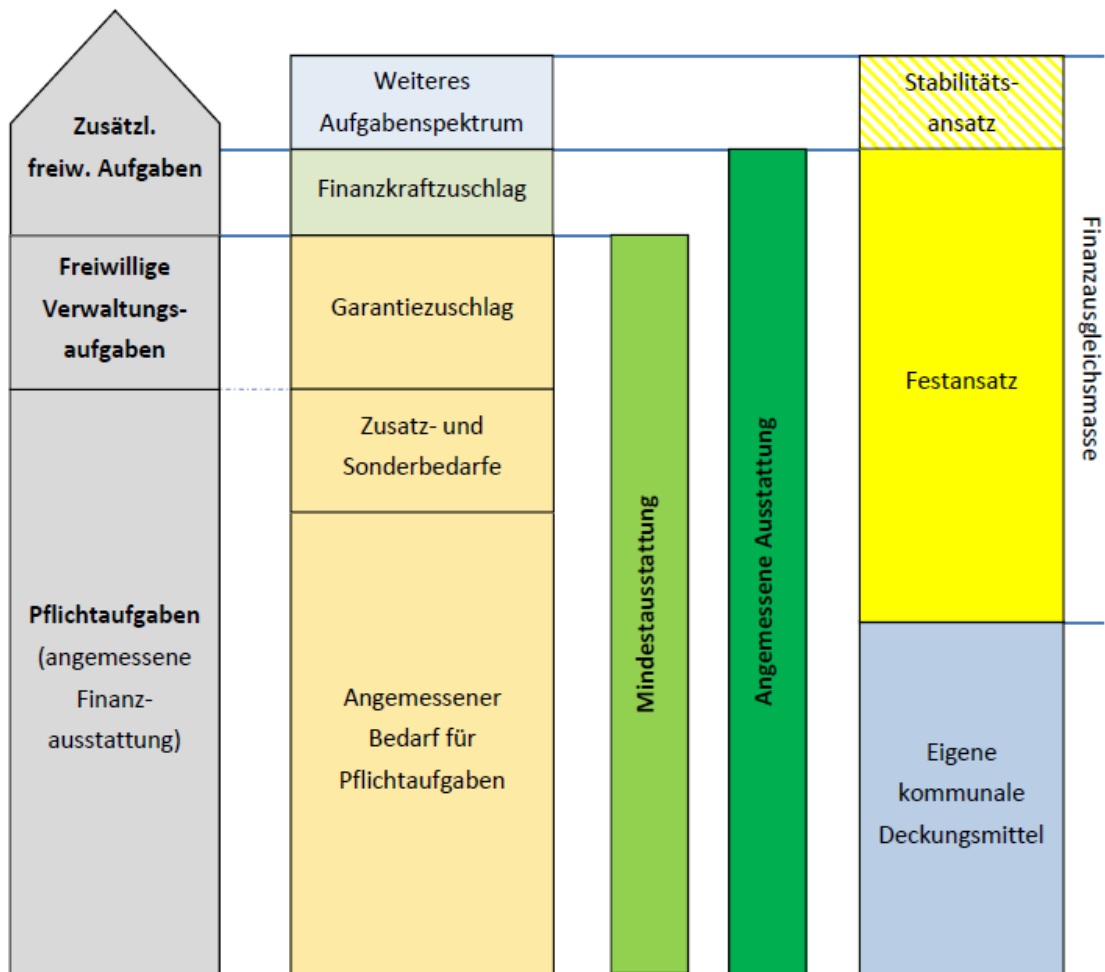 Zusätzl.
freiw. Aufgaben
Freiwillige
Verwaltungs-
aufgaben
Pflichtaufgaben
(angemessene
Finanz-
ausstattung)
Weiteres
Aufgabenspektrum
Finanzkraftzuschlag
Garantiezuschlag
Zusatz- und
Sonderbedarfe
Angemessener
Bedarf für
Pflichtaufgaben
Mindestausstattung
Angemessene Ausstattung
Stabilitäts-
ansatz
Festansatz
Eigene
kommunale
Deckungsmittel
Finanzausgleichsmasse